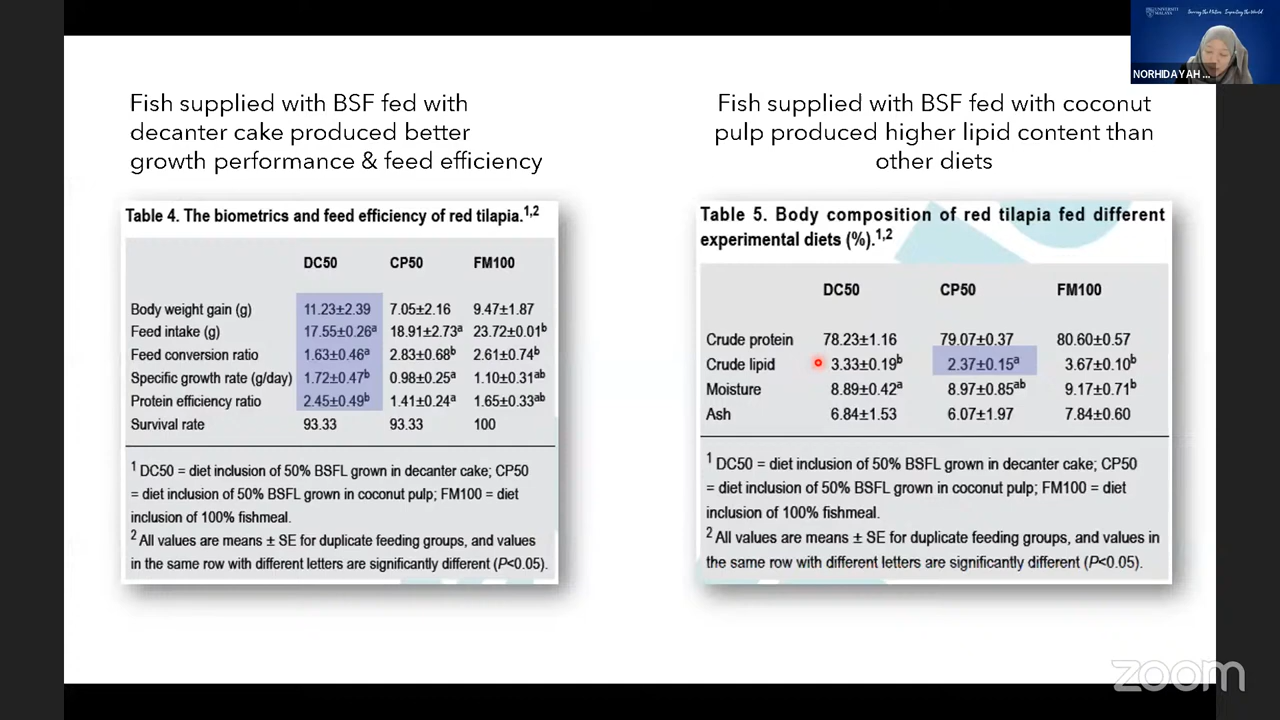 UNIVERSITI
MALAYA
Serving the Nation. Impacting the World.
NORHIDAYAH ...
Fish supplied with BSF fed with
decanter cake produced better
growth performance & feed efficiency
Table 4. The biometrics and feed efficiency of red tilapia.1,2
DC50 CP50 FM100
Body weight gain (g) 11.23±2.39 7.05±2.16 9.47±1.87
Feed intake (g) 17.55±0.26a 18.91±2.73a 23.72±0.01b
Feed conversion ratio 1.63±0.46a 2.83±0.68b 2.61±0.74b
Specific growth rate (g/day) 1.72±0.47b 0.98±0.25a 1.10±0.31ab
Protein efficiency ratio 2.45±0.49b 1.41±0.24a 1.65±0.33ab
Survival rate 93.33 93.33 100
1 DC50 = diet inclusion of 50% BSFL grown in decanter cake; CP50
= diet inclusion of 50% BSFL grown in coconut pulp; FM100 = diet
inclusion of 100% fishmeal.
2 All values are means ± SE for duplicate feeding groups, and values
in the same row with different letters are significantly different (P<0.05).
Fish supplied with BSF fed with coconut
pulp produced higher lipid content than
other diets
Table 5. Body composition of red tilapia fed different
experimental diets (%).1,2
DC50 CP50 FM100
Crude protein 78.23±1.16 79.07±0.37 80.60±0.57
Crude lipid 3.33±0.19b 2.37±0.15a 3.67±0.10b
Moisture 8.89±0.42a 8.97±0.85ab 9.17±0.71b
Ash 6.84±1.53 6.07±1.97 7.84±0.60
1 DC50 = diet inclusion of 50% BSFL grown in decanter cake; CP50
= diet inclusion of 50% BSFL grown in coconut pulp; FM100 = diet
inclusion of 100% fishmeal.
2 All values are means ± SE for duplicate feeding groups, and values in
the same row with different letters are significantly different (P<0.05).
zoom